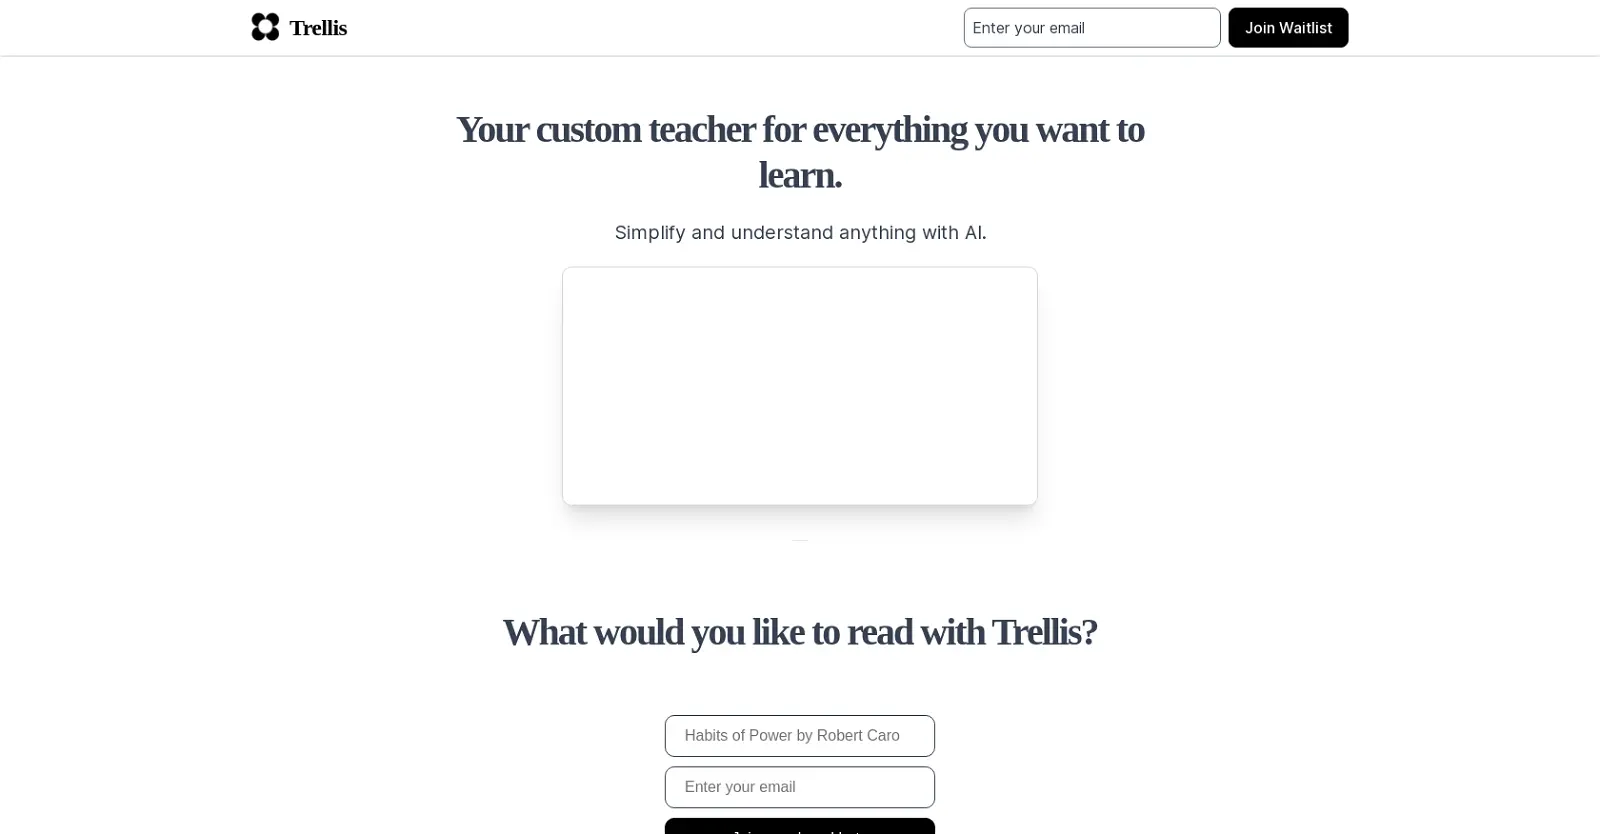 Trellis
Enter your email
Join Waitlist
Your custom teacher for everything you want to
learn.
Simplify and understand anything with AI.
What would you like to read with Trellis?
Habits of Power by Robert Caro
Enter your email